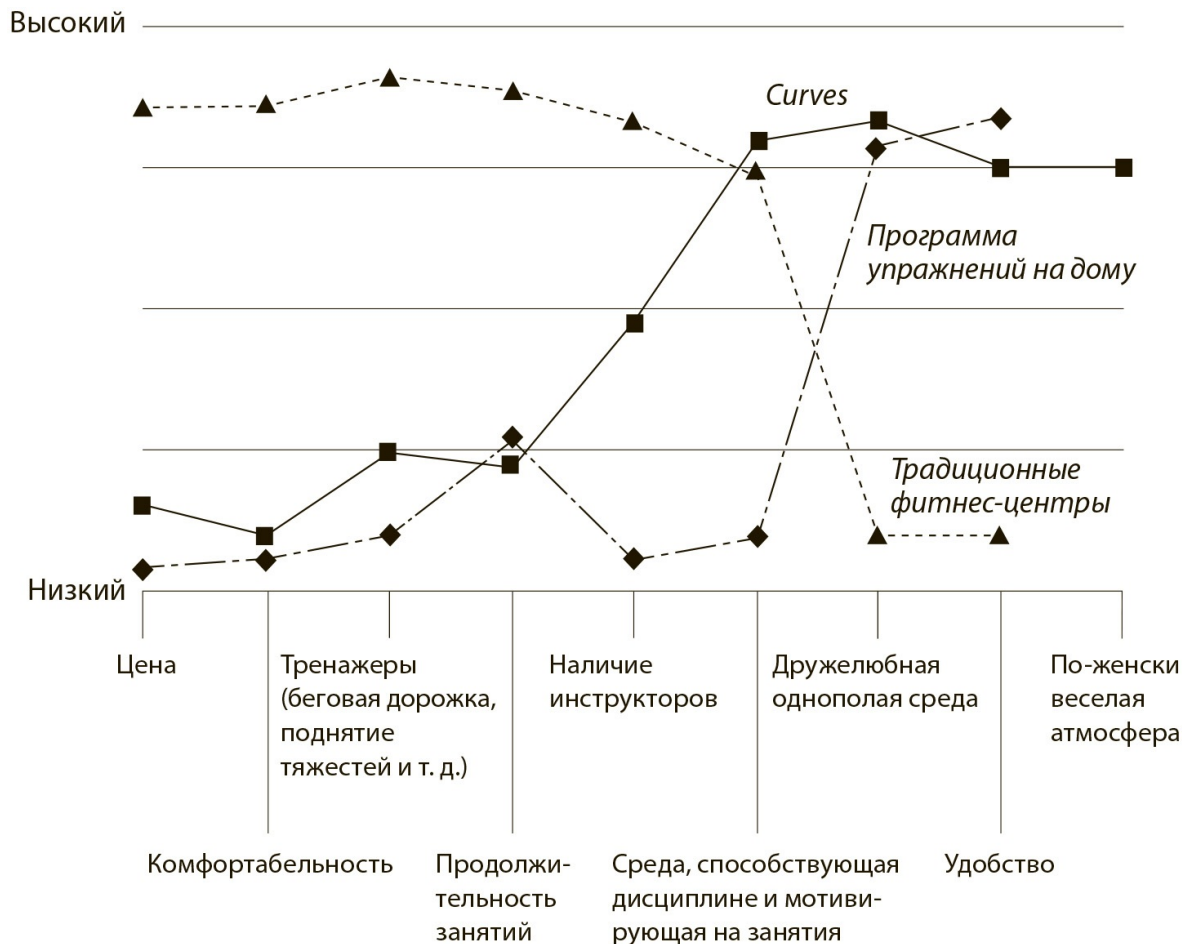 Высокий
Curves
Программа
упражнений на дому
Традиционные
фитнес-центры
Низкий
Цена
Тренажеры
(беговая дорожка,
поднятие
тяжестей и т. д.)
Наличие
инструкторов
Дружелюбная
однополая среда
По-женски
веселая
атмосфера
Комфортабельность
Продолжи-
тельность
занятий
Среда, способствующая
дисциплине и мотиви-
рующая на занятия
Удобство